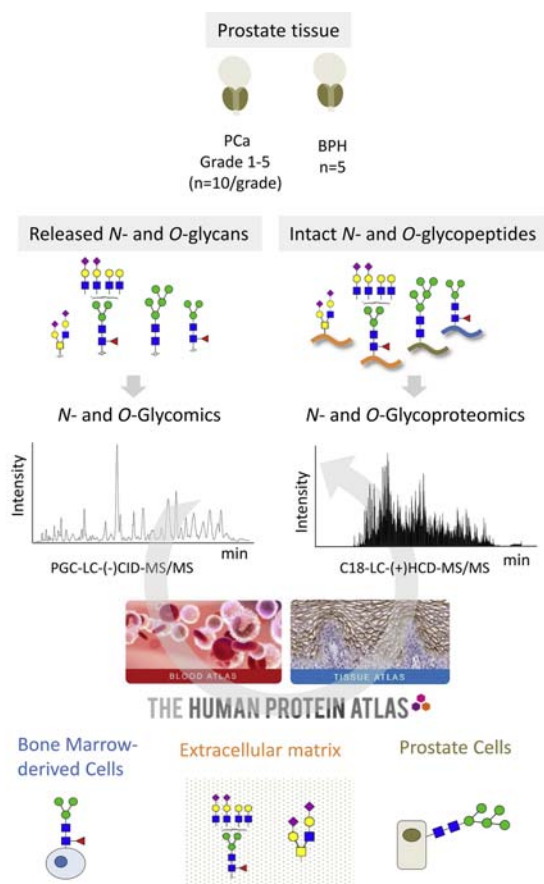 Prostate tissue
PCa
Grade 1-5
(n=10/grade)
BPH
n=5
Released N- and O-glycans
Intact N- and O-glycopeptides
N- and O-Glycomics
N- and O-Glycoproteomics
Intensity
min
PGC-LC-(-)CID-MS/MS
Intensity
min
C18-LC-(+)HCD-MS/MS
BLOOD ATLAS
TISSUE ATLAS
THE HUMAN PROTEIN ATLAS
Bone Marrow-
derived Cells
Extracellular matrix
Prostate Cells